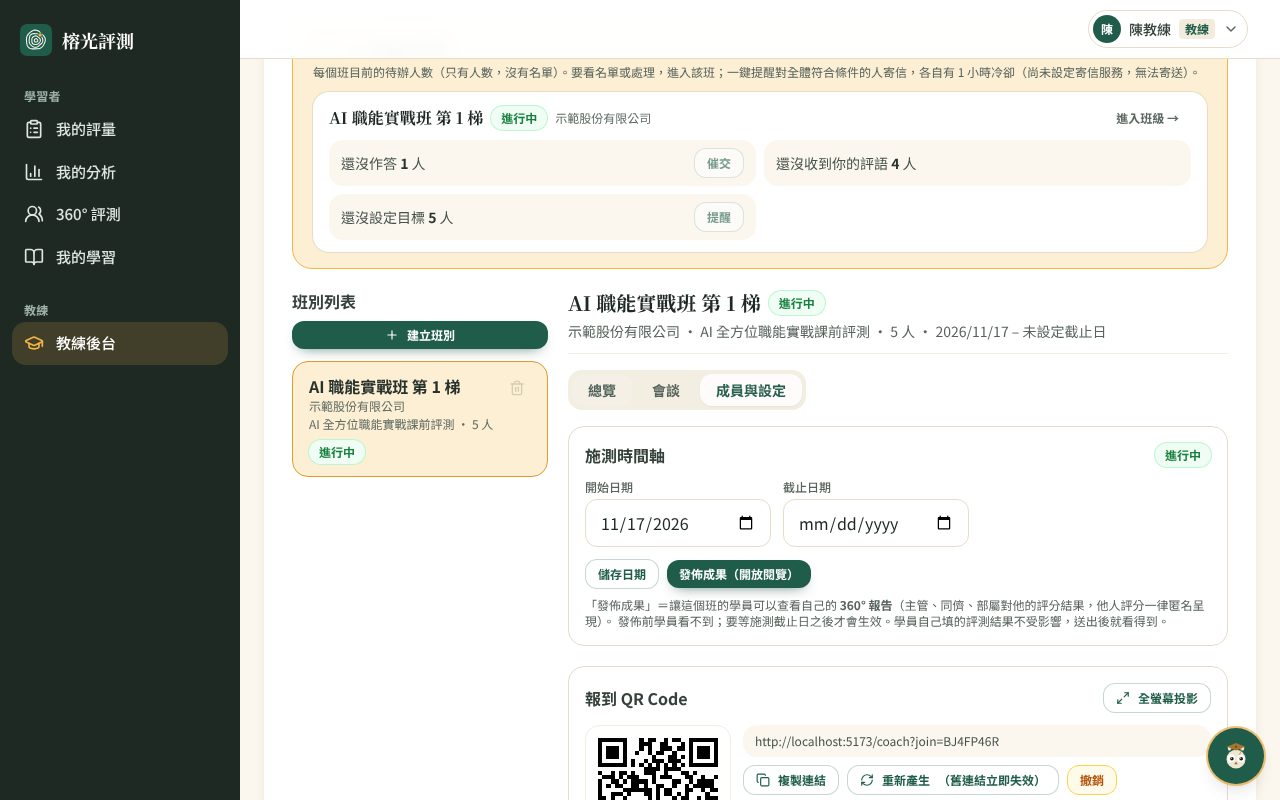 榕光評測
陳
陳教練
教練
學習者
我的評量
我的分析
360° 評測
我的學習
教練
教練後台
每個班目前的待辦人數（只有人數，沒有名單）。要看名單或處理，進入該班；一鍵提醒對全體符合條件的人寄信，各自有 1 小時冷卻（尚未設定寄信服務，無法寄送）。
AI 職能實戰班 第 1 梯
進行中
示範股份有限公司
進入班級 →
還沒作答 1 人
催交
還沒收到你的評語 4 人
還沒設定目標 5 人
提醒
班別列表
＋ 建立班別
AI 職能實戰班 第 1 梯
示範股份有限公司
AI 全方位職能實戰課前評測 · 5 人
進行中
AI 職能實戰班 第 1 梯
進行中
示範股份有限公司 · AI 全方位職能實戰課前評測 · 5 人 · 2026/11/17 – 未設定截止日
總覽
會談
成員與設定
施測時間軸
進行中
開始日期
截止日期
11/17/2026
mm/dd/yyyy
儲存日期
發佈成果（開放閱覽）
「發佈成果」＝讓這個班的學員可以查看自己的 360° 報告（主管、同儕、部屬對他的評分結果，他人評分一律匿名呈
現）。 發佈前學員看不到；要等施測截止日之後才會生效。學員自己填的評測結果不受影響，送出後就看得到。
報到 QR Code
全螢幕投影
http://localhost:5173/coach?join=BJ4FP46R
複製連結
重新產生 （舊連結立即失效）
撤銷